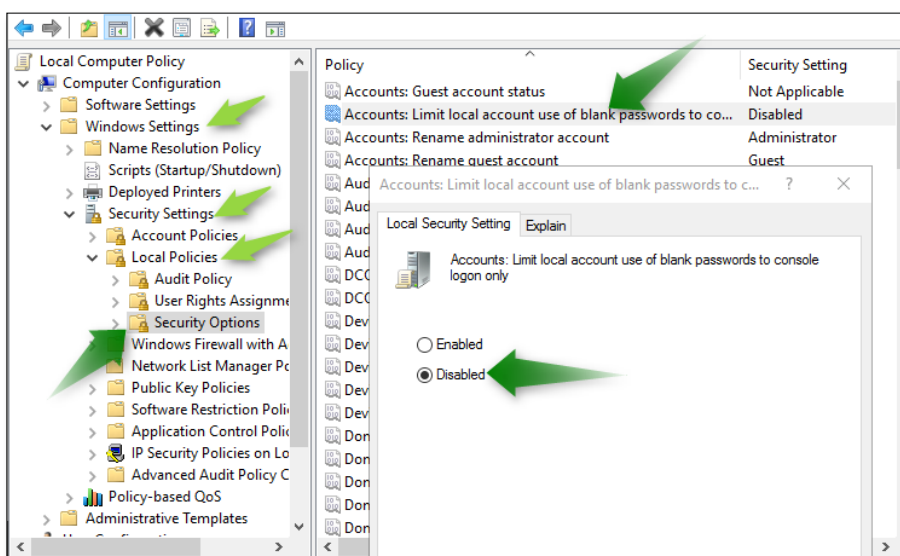 Local Computer Policy
Computer Configuration
Software Settings
Windows Settings
Name Resolution Policy
Scripts (Startup/Shutdown)
Deployed Printers
Security Settings
Account Policies
Local Policies
Audit Policy
User Rights Assignme
Security Options
Windows Firewall with A
Network List Manager Po
Public Key Policies
Software Restriction Poli
Application Control Polic
IP Security Policies on Lo
Advanced Audit Policy C
Policy-based QoS
Administrative Templates
Policy Security Setting
Accounts: Guest account status Not Applicable
Accounts: Limit local account use of blank passwords to co... Disabled
Accounts: Rename administrator account Administrator
Accounts: Rename guest account Guest
Aud
Aud
Aud
Aud
DCO
DCO
Dev
Dev
Dev
Dev
Dev
Don
Don
Don
Don
Don
Accounts: Limit local account use of blank passwords to c... ?
Local Security Setting Explain
Accounts: Limit local account use of blank passwords to console
logon only
Enabled
Disabled